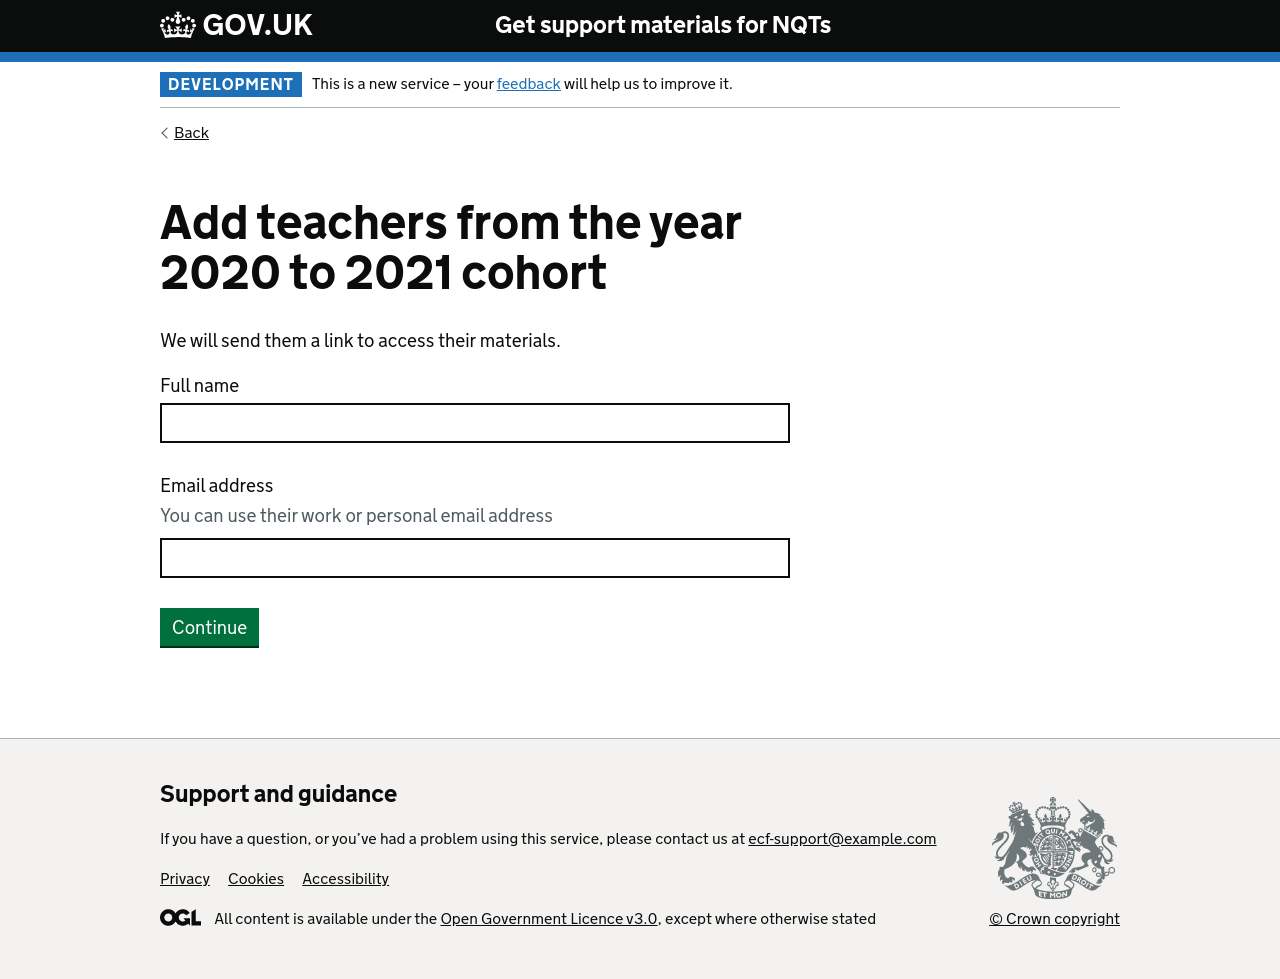 GOV.UK
Get support materials for NQTs
DEVELOPMENT
This is a new service – your feedback will help us to improve it.
Back
Add teachers from the year
2020 to 2021 cohort
We will send them a link to access their materials.
Full name
Email address
You can use their work or personal email address
Continue
Support and guidance
If you have a question, or you’ve had a problem using this service, please contact us at ecf-support@example.com
Privacy
Cookies
Accessibility
OGL
All content is available under the Open Government Licence v3.0, except where otherwise stated
© Crown copyright